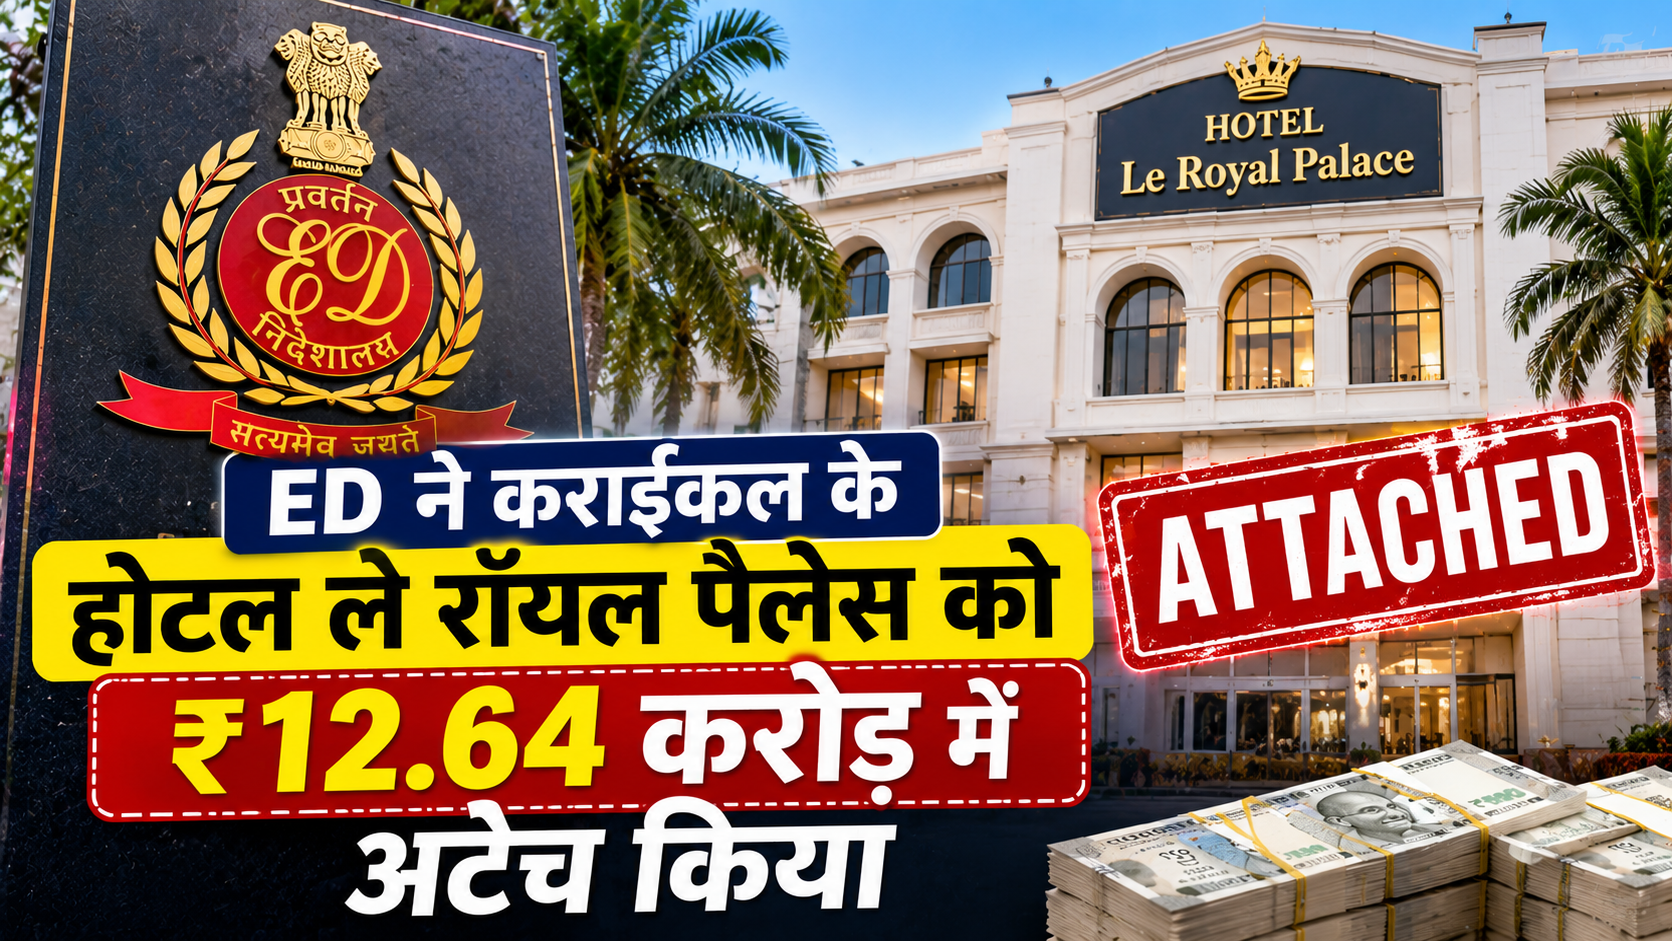 प्रवर्तन
ED
निदेशालय
सत्यमेव जयते
HOTEL
Le Royal Palace
ED ने कराईकल के
होटल ले रॉयल पैलेस को
₹12.64 करोड़ में
अटेच किया
ATTACHED